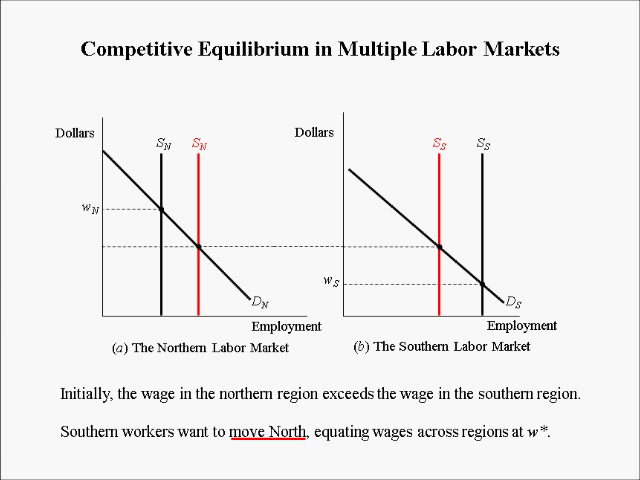 Competitive Equilibrium in Multiple Labor Markets
Dollars
S_N
S_N
w_N
D_N
Employment
(a) The Northern Labor Market
Dollars
S_S
S_S
w_S
D_S
Employment
(b) The Southern Labor Market
Initially, the wage in the northern region exceeds the wage in the southern region.
Southern workers want to move North, equating wages across regions at w*.